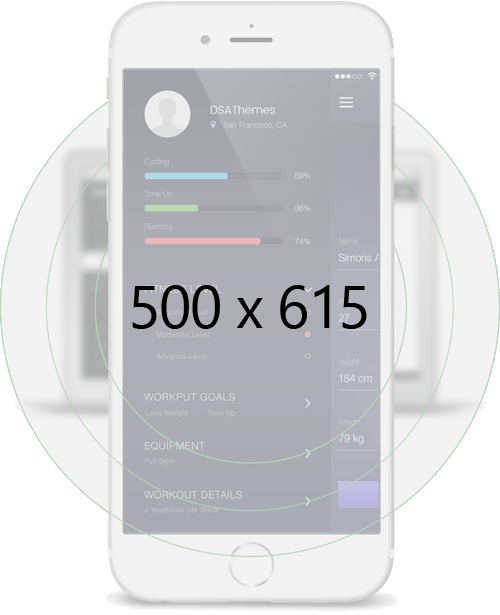 DSAThemes
San Francisco, CA
Cycling
59%
Tone Up
36%
Running
74%
Name
Simons A
FITNESS LEVEL
500 x 615
27
Moderate Level
Advance Level
Height
184 cm
WORKPUT GOALS
Lose Weight Tone Up
Weight
79 kg
EQUIPMENT
Full Gym
WORKOUT DETAILS
2 Workouts per Week